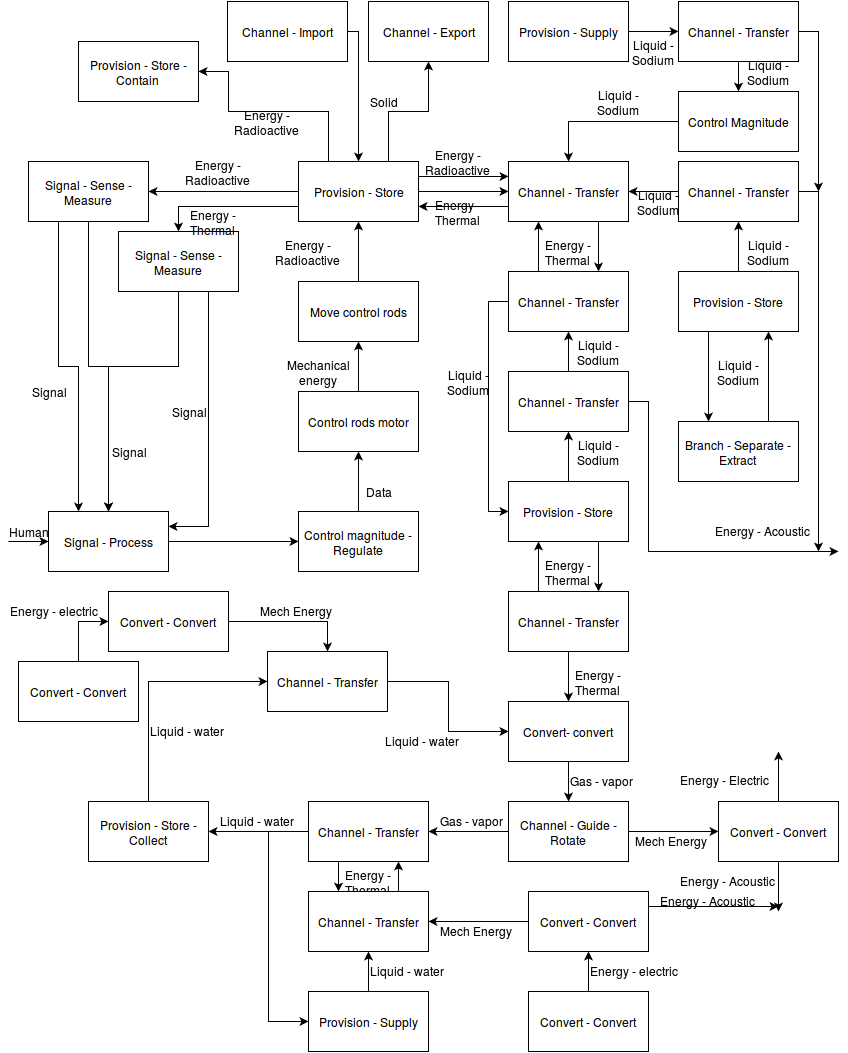 Channel - Import
Channel - Export
Provision - Supply
Channel - Transfer
Liquid -
Sodium
Provision - Store -
Contain
Liquid -
Sodium
Solid
Liquid -
Sodium
Control Magnitude
Energy -
Radioactive
Energy -
Radioactive
Signal - Sense -
Measure
Energy -
Radioactive
Provision - Store
Channel - Transfer
Channel - Transfer
Liquid -
Sodium
Energy -
Thermal
Energy
Thermal
Signal - Sense -
Measure
Energy -
Radioactive
Energy -
Thermal
Liquid -
Sodium
Move control rods
Channel - Transfer
Provision - Store
Mechanical
energy
Liquid -
Sodium
Liquid -
Sodium
Liquid -
Sodium
Signal
Signal
Control rods motor
Channel - Transfer
Branch - Separate -
Extract
Signal
Liquid -
Sodium
Data
Human
Signal - Process
Control magnitude -
Regulate
Provision - Store
Energy - Acoustic
Energy -
Thermal
Energy - electric
Convert - Convert
Mech Energy
Channel - Transfer
Convert - Convert
Channel - Transfer
Energy -
Thermal
Liquid - water
Liquid - water
Convert- convert
Gas - vapor
Energy - Electric
Provision - Store -
Collect
Liquid - water
Channel - Transfer
Gas - vapor
Channel - Guide -
Rotate
Mech Energy
Convert - Convert
Energy -
Thermal
Energy - Acoustic
Energy - Acoustic
Channel - Transfer
Mech Energy
Convert - Convert
Liquid - water
Energy - electric
Provision - Supply
Convert - Convert